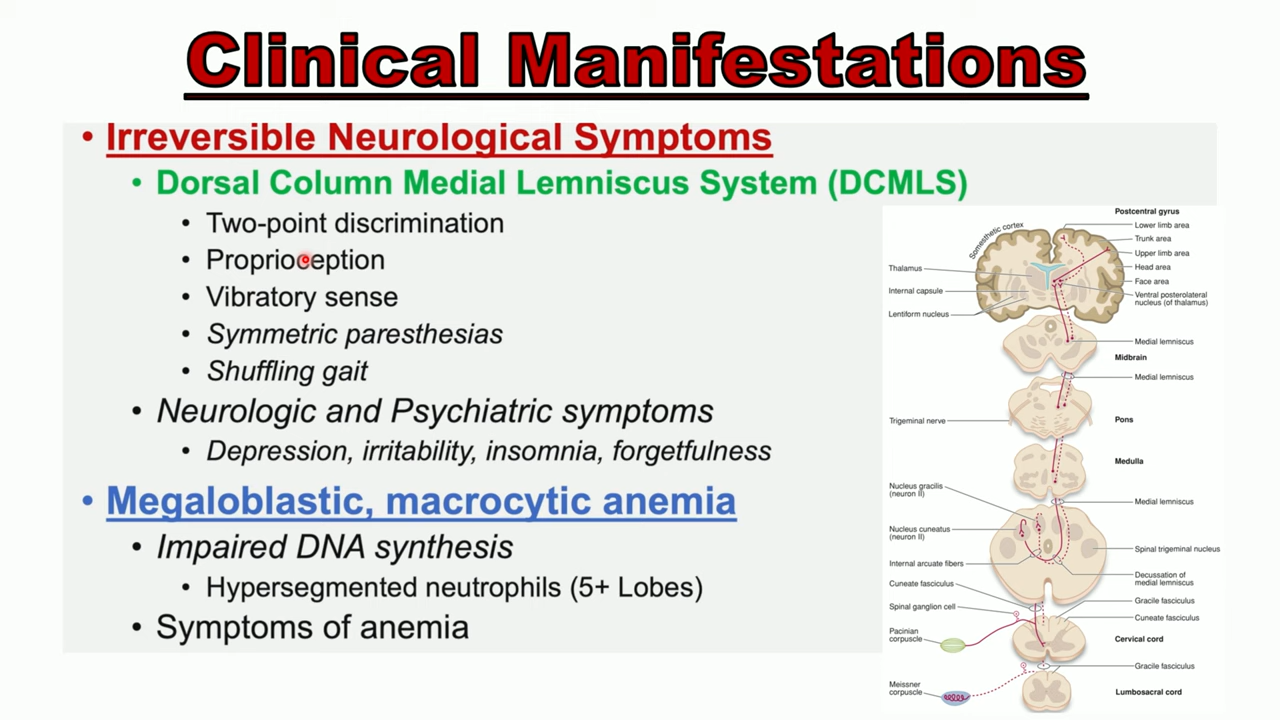 Clinical Manifestations
• Irreversible Neurological Symptoms
• Dorsal Column Medial Lemniscus System (DCMLS)
• Two-point discrimination
• Proprioception
• Vibratory sense
• Symmetric paresthesias
• Shuffling gait
• Neurologic and Psychiatric symptoms
• Depression, irritability, insomnia, forgetfulness
• Megaloblastic, macrocytic anemia
• Impaired DNA synthesis
• Hypersegmented neutrophils (5+ Lobes)
• Symptoms of anemia
Somesthetic cortex
Thalamus
Internal capsule
Lentiform nucleus
Trigeminal nerve
Nucleus gracilis
(neuron II)
Nucleus cuneatus
(neuron II)
Internal arcuate fibers
Cuneate fasciculus
Spinal ganglion cell
Pacinian
corpuscle
Meissner
corpuscle
Postcentral gyrus
Lower limb area
Trunk area
Upper limb area
Head area
Face area
Ventral posterolateral
nucleus (of thalamus)
Medial lemniscus
Midbrain
Medial lemniscus
Pons
Medulla
Medial lemniscus
Spinal trigeminal nucleus
Decussation of
medial lemniscus
Gracile fasciculus
Cuneate fasciculus
Cervical cord
Gracile fasciculus
Lumbosacral cord